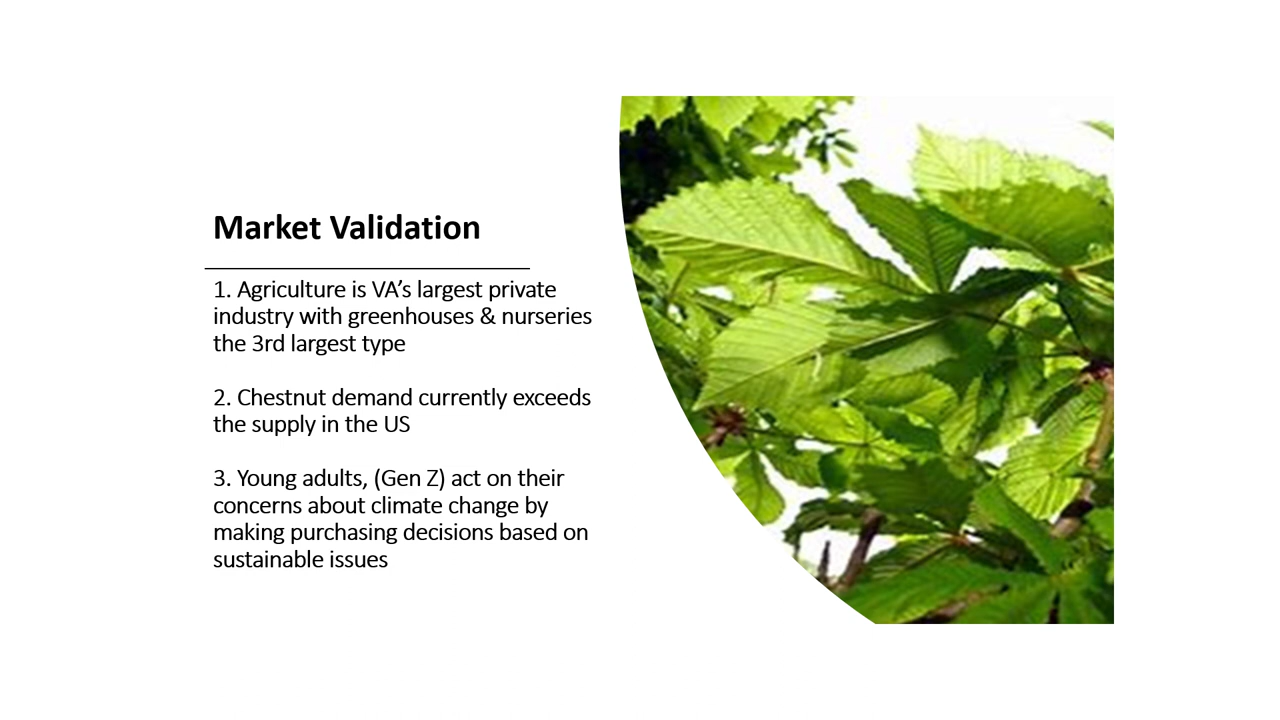 Market Validation
1. Agriculture is VA’s largest private
industry with greenhouses & nurseries
the 3rd largest type
2. Chestnut demand currently exceeds
the supply in the US
3. Young adults, (Gen Z) act on their
concerns about climate change by
making purchasing decisions based on
sustainable issues